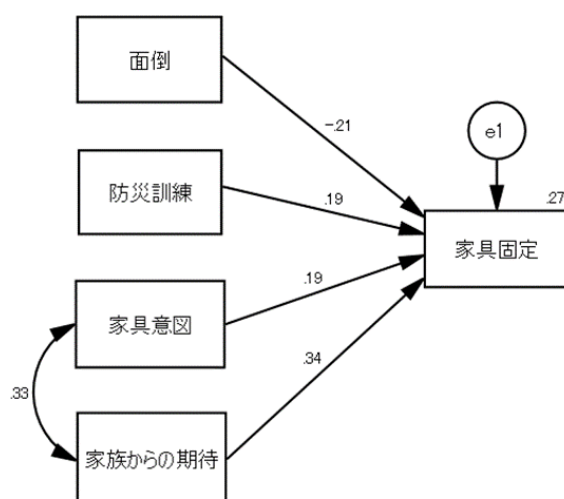 面倒
-.21
e1
防災訓練
.19
.27
家具固定
家具意図
.19
.33
.34
家族からの期待